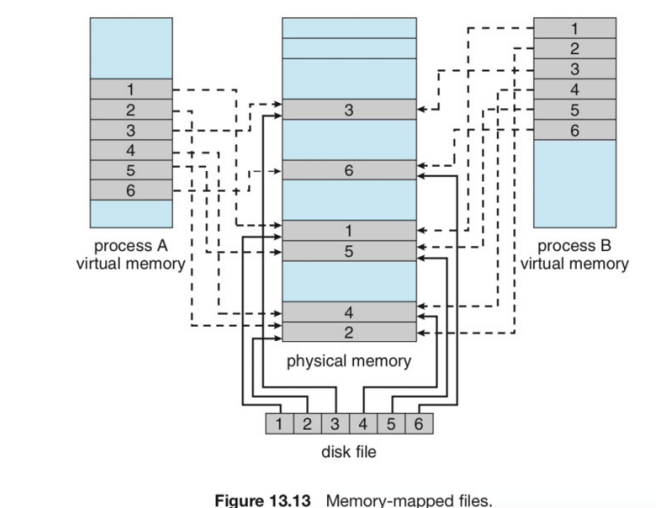 1
2
3
4
5
6
process A
virtual memory
3
6
1
5
4
2
physical memory
1
2
3
4
5
6
process B
virtual memory
1 2 3 4 5 6
disk file
Figure 13.13 Memory-mapped files.